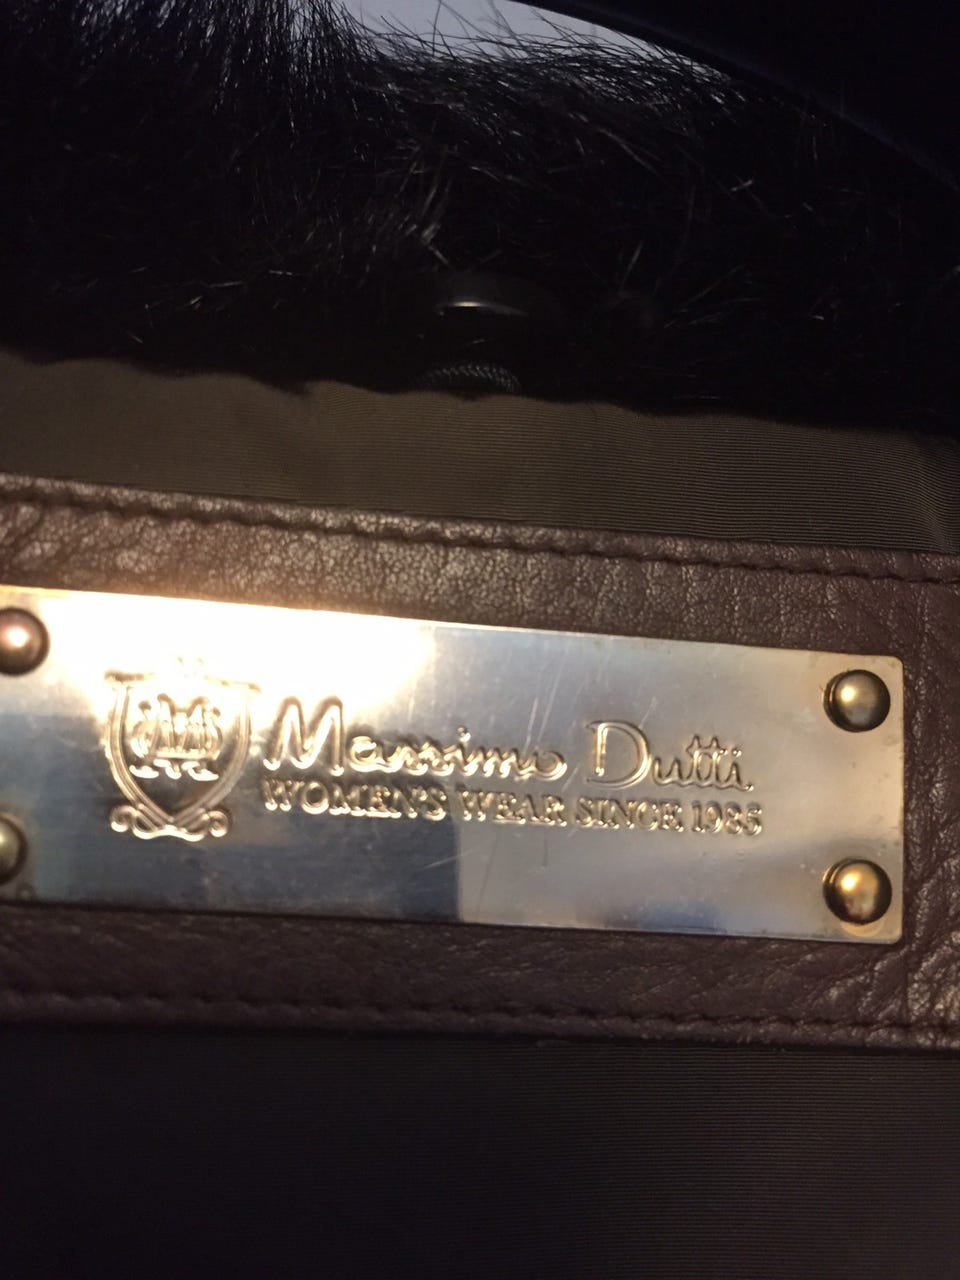 Massimo Dutti
WOMEN'S WEAR SINCE 1985